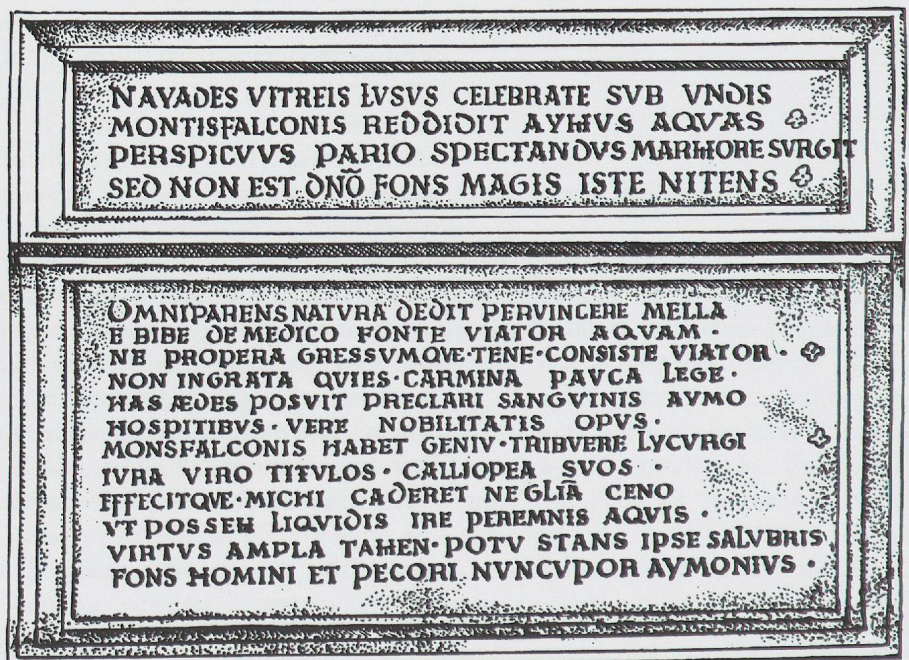 NAYADES VITREIS LVSVS CELEBRATE SVB VNDIS
MONTISFALCONIS REDDIDIT AYMVS AQVAS
PERSPICVVS PARIO SPECTANDVS MARMORE SVRGIT
SED NON EST DNŌ FONS MAGIS ISTE NITENS
OMNIPARENS NATVRA DEDIT PERVINCERE MELLA
E BIBE DE MEDICO FONTE VIATOR AQVAM ·
NE PROPERA GRESSVMQVE · TENE · CONSISTE VIATOR ·
NON INGRATA QVIES · CARMINA PAVCA LEGE ·
HAS ÆDES POSVIT PRECLARI SANGVINIS AYMO
HOSPITIBVS · VERE NOBILITATIS OPVS ·
MONSFALCONIS HABET GENIV · TRIBVERE LYCVRGI
IVRA VIRO TITVLOS · CALLIOPEA SVOS ·
FFFECITQVE · MICHI CADERET NE GLIĀ CENO
VT POSSEM LIQVIDIS IRE PEREMNIS AQVIS ·
VIRTVS AMPLA TAMEN · POTV STANS IPSE SALVBRIS
FONS HOMINI ET PECORI NVNCVPOR AYMONIVS ·